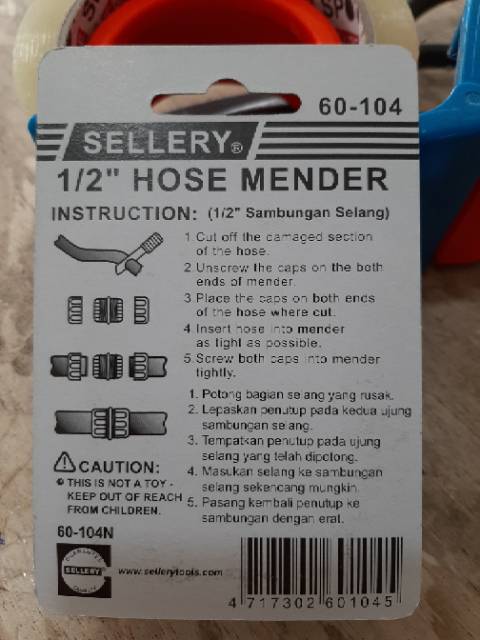 60-104
SELLERY®
1/2" HOSE MENDER
INSTRUCTION: (1/2" Sambungan Selang)
1. Cut off the camaged section
of the hose.
2. Unscrew the caps on the both
ends of mender.
3. Place the caps on both ends
of the hose where cut.
4. Insert hose into mender
as tight as possible.
5. Screw both caps into mender
tightly.
1. Potong bagian selang yang rusak.
2. Lepaskan penutup pada kedua ujung
sambungan selang.
3. Tempatkan penutup pada ujung
selang yang telah dipotong.
4. Masukan selang ke sambungan
selang sekencang mungkin.
5. Pasang kembali penutup ke
sambungan dengan erat.
CAUTION:
THIS IS NOT A TOY -
KEEP OUT OF REACH
FROM CHILDREN.
60-104N
GUARANTEE
SELLERY
QUALITY
www.sellerytools.com
4 717302 601045